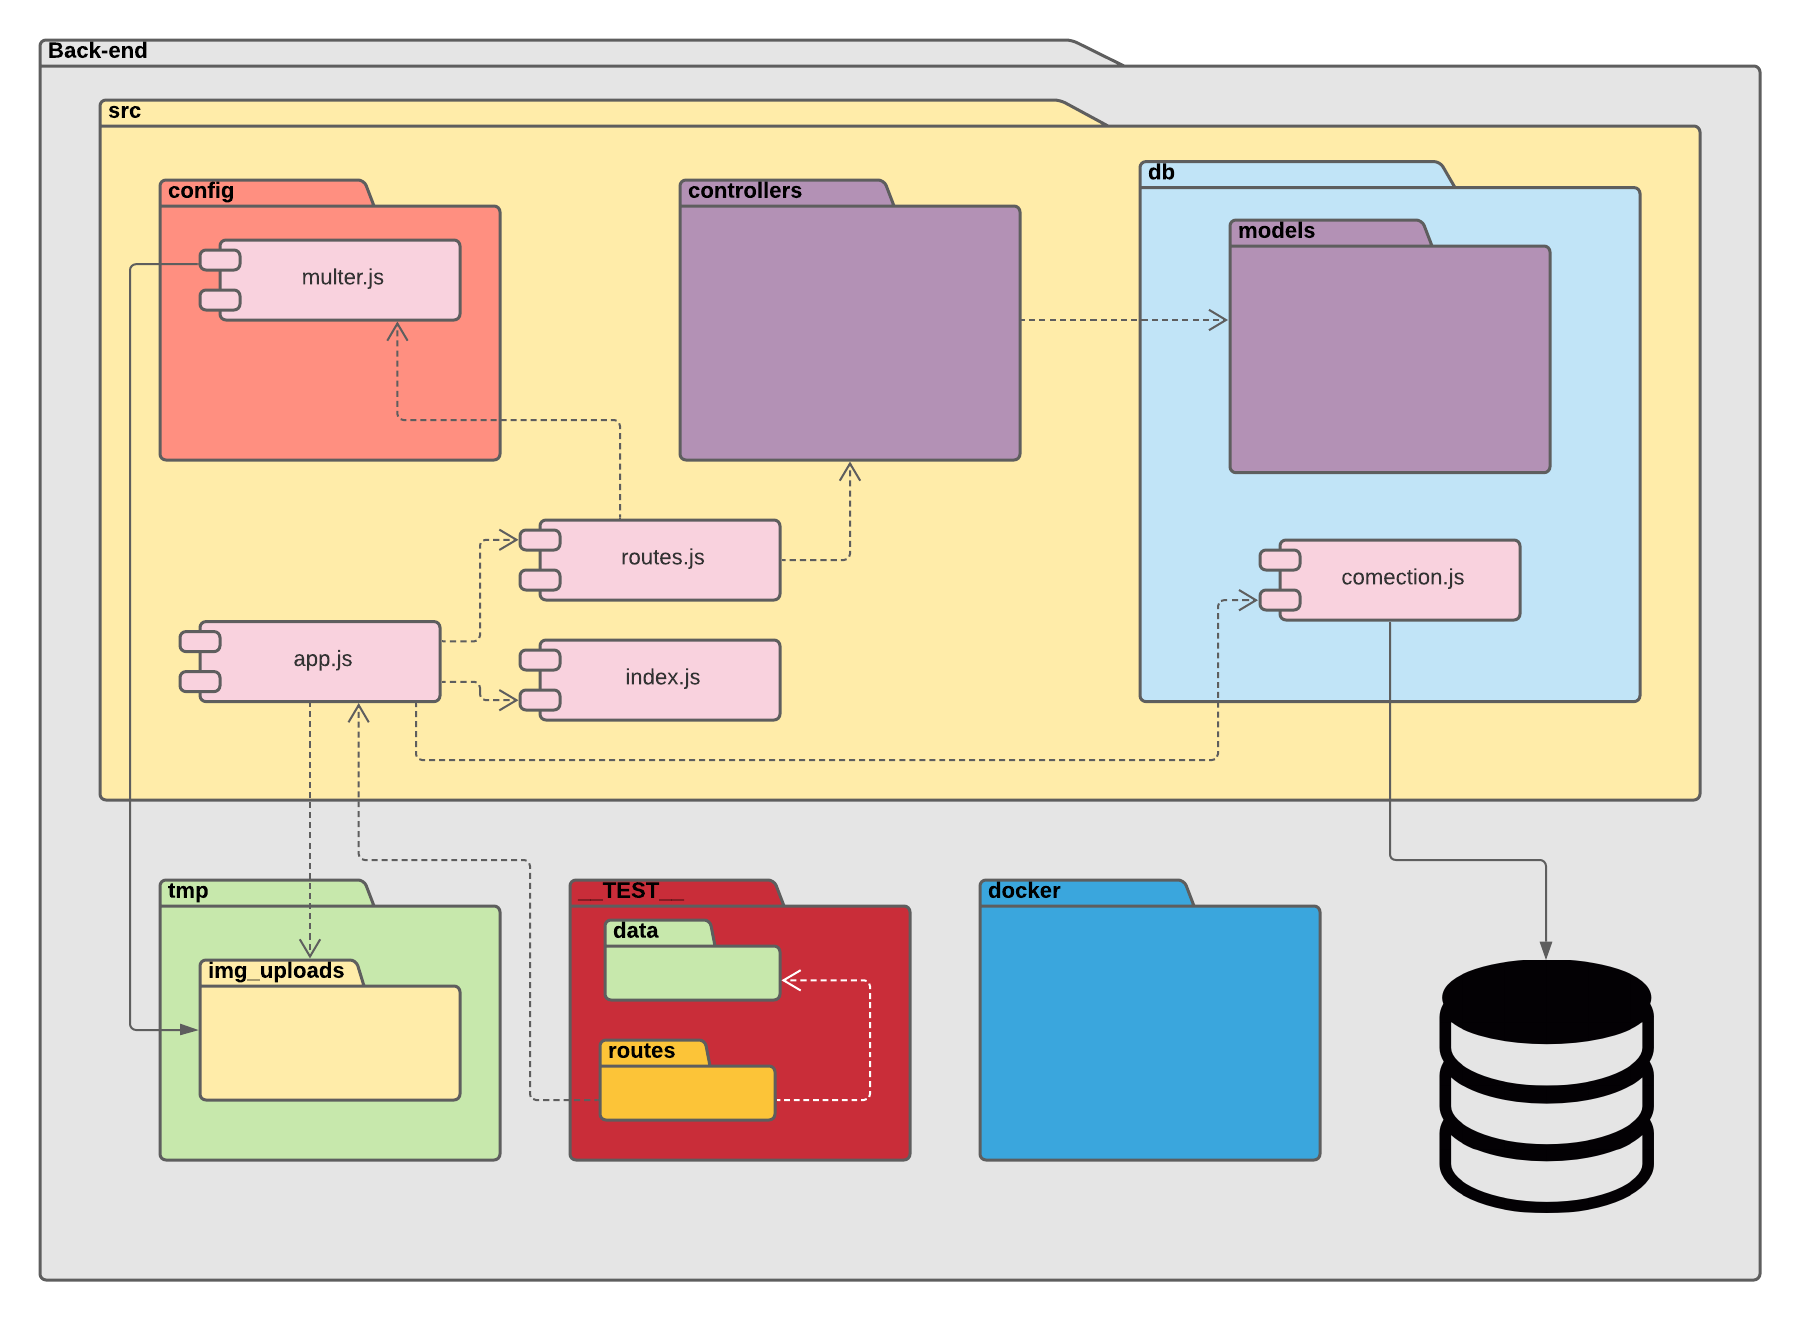 Back-end
src
config
controllers
db
models
multer.js
routes.js
comection.js
app.js
index.js
tmp
__TEST__
docker
data
img_uploads
routes